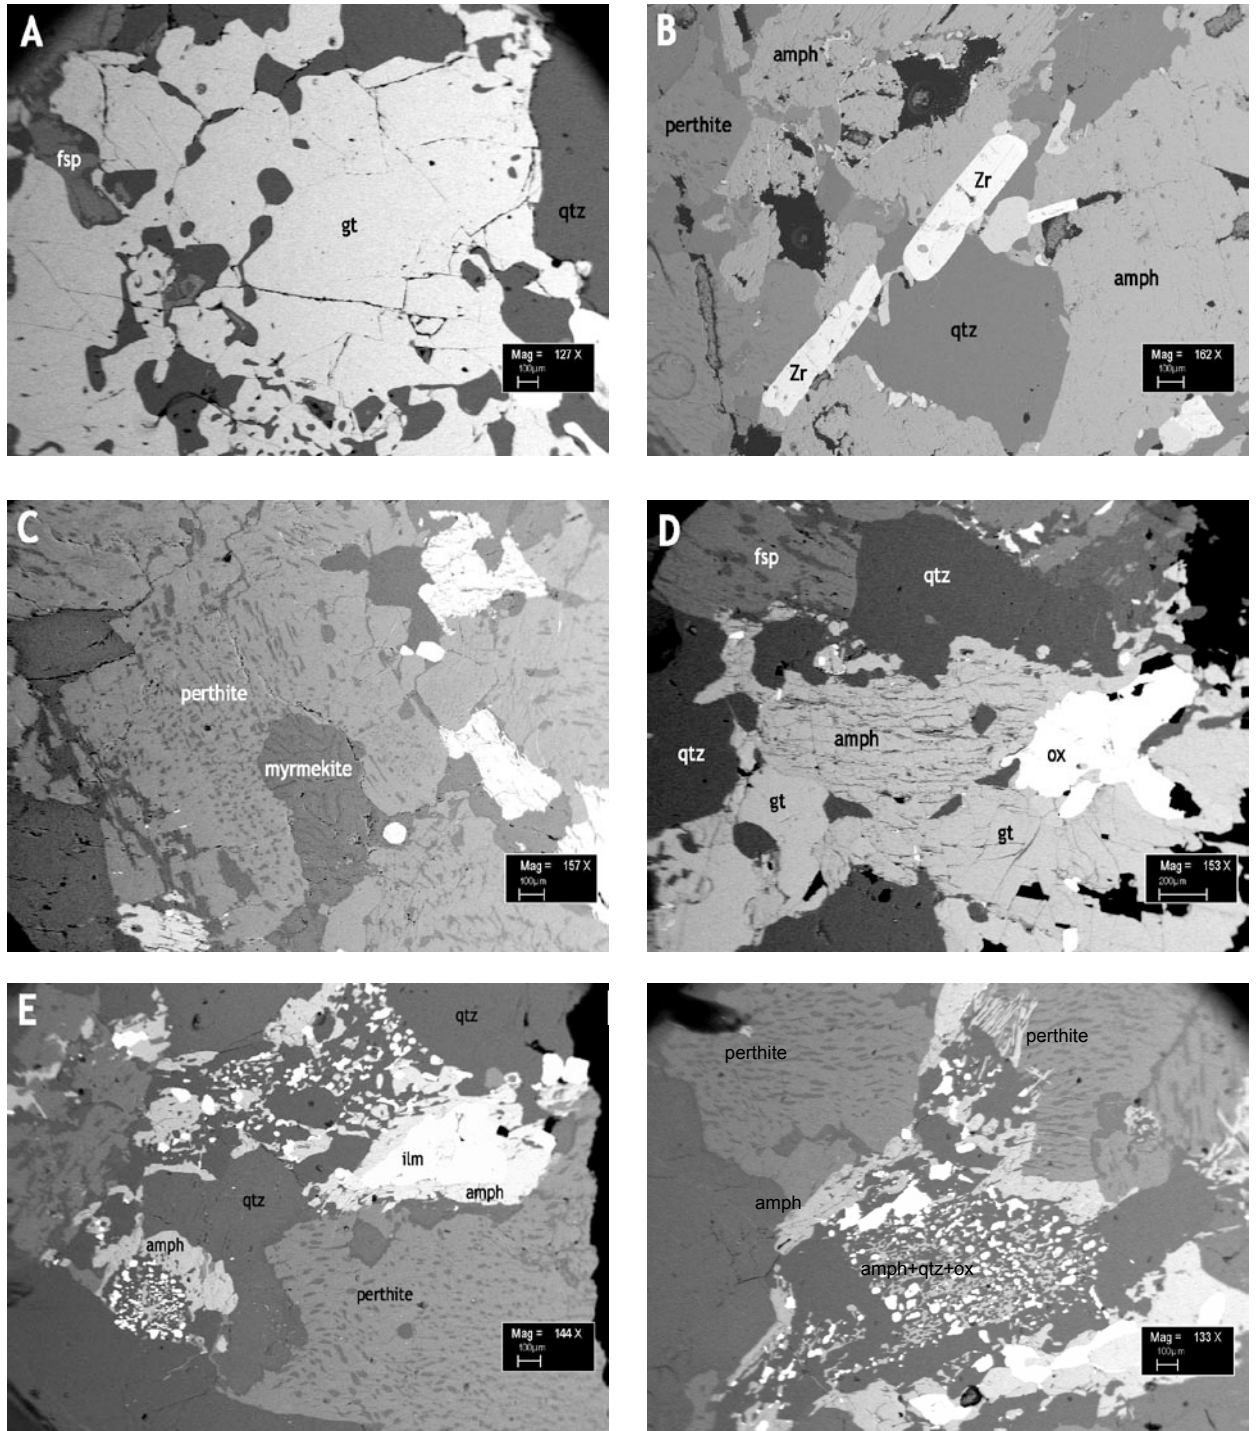 A
fsp
gt
qtz
Mag = 127 X
100µm
B
amph
perthite
Zr
amph
qtz
Zr
Mag = 162 X
100µm
C
perthite
myrmekite
Mag = 157 X
100µm
D
fsp
qtz
qtz
amph
ox
gt
gt
Mag = 153 X
200µm
E
qtz
ilm
qtz
amph
amph
perthite
Mag = 144 X
100µm
perthite
perthite
amph
amph+qtz+ox
Mag = 133 X
100µm